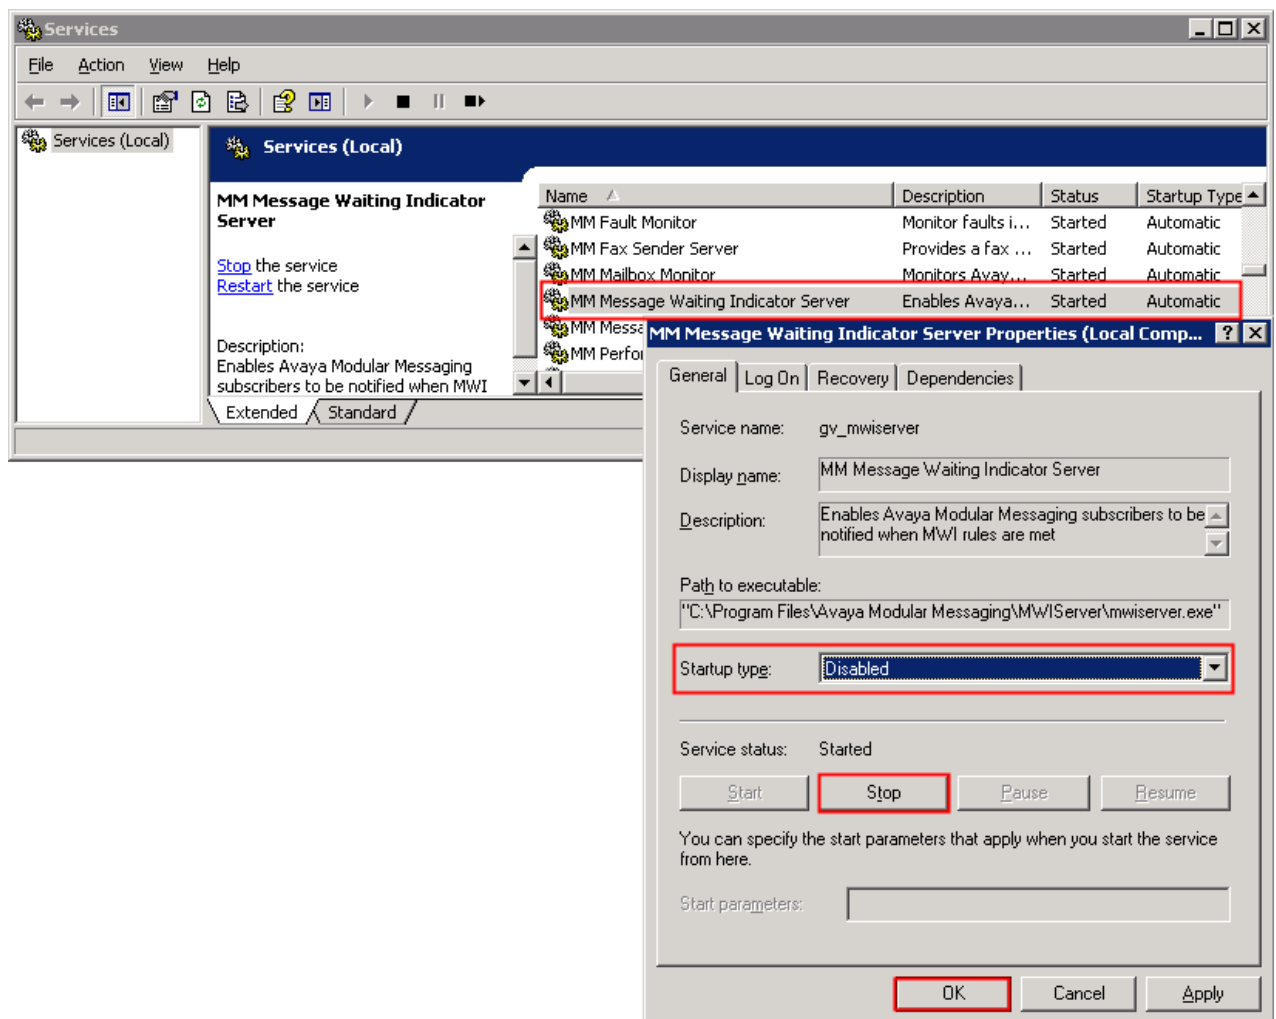 Services
File Action View Help
Services (Local)
Services (Local)
MM Message Waiting Indicator
Server
Stop the service
Restart the service
Description:
Enables Avaya Modular Messaging
subscribers to be notified when MWI
Extended Standard
Name Description Status Startup Type
MM Fault Monitor Monitor faults i... Started Automatic
MM Fax Sender Server Provides a fax ... Started Automatic
MM Mailbox Monitor Monitors Avay... Started Automatic
MM Message Waiting Indicator Server Enables Avaya... Started Automatic
MM Messa
MM Perfor
MM Message Waiting Indicator Server Properties (Local Comp...
General Log On Recovery Dependencies
Service name: gv_mwiserver
Display name: MM Message Waiting Indicator Server
Description: Enables Avaya Modular Messaging subscribers to be
notified when MWI rules are met
Path to executable:
"C:\Program Files\Avaya Modular Messaging\MWIServer\mwiserver.exe"
Startup type: Disabled
Service status: Started
Start Stop Pause Resume
You can specify the start parameters that apply when you start the service
from here.
Start parameters:
OK Cancel Apply